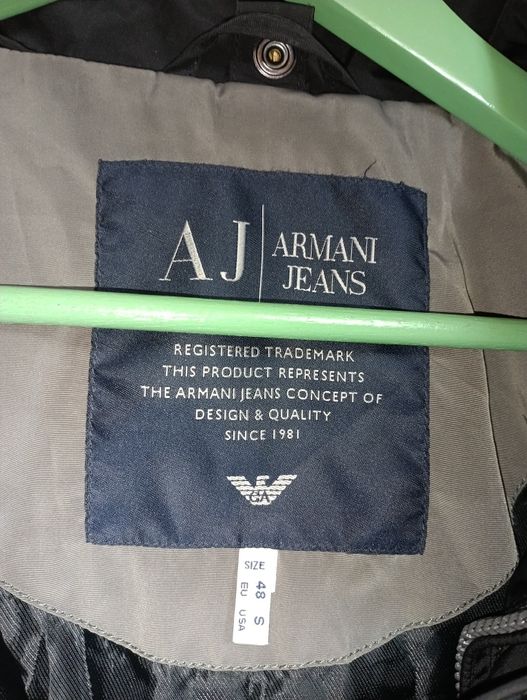 AJ
ARMANI
JEANS
REGISTERED TRADEMARK
THIS PRODUCT REPRESENTS
THE ARMANI JEANS CONCEPT OF
DESIGN & QUALITY
SINCE 1981
GA
SIZE
48 S
EU USA